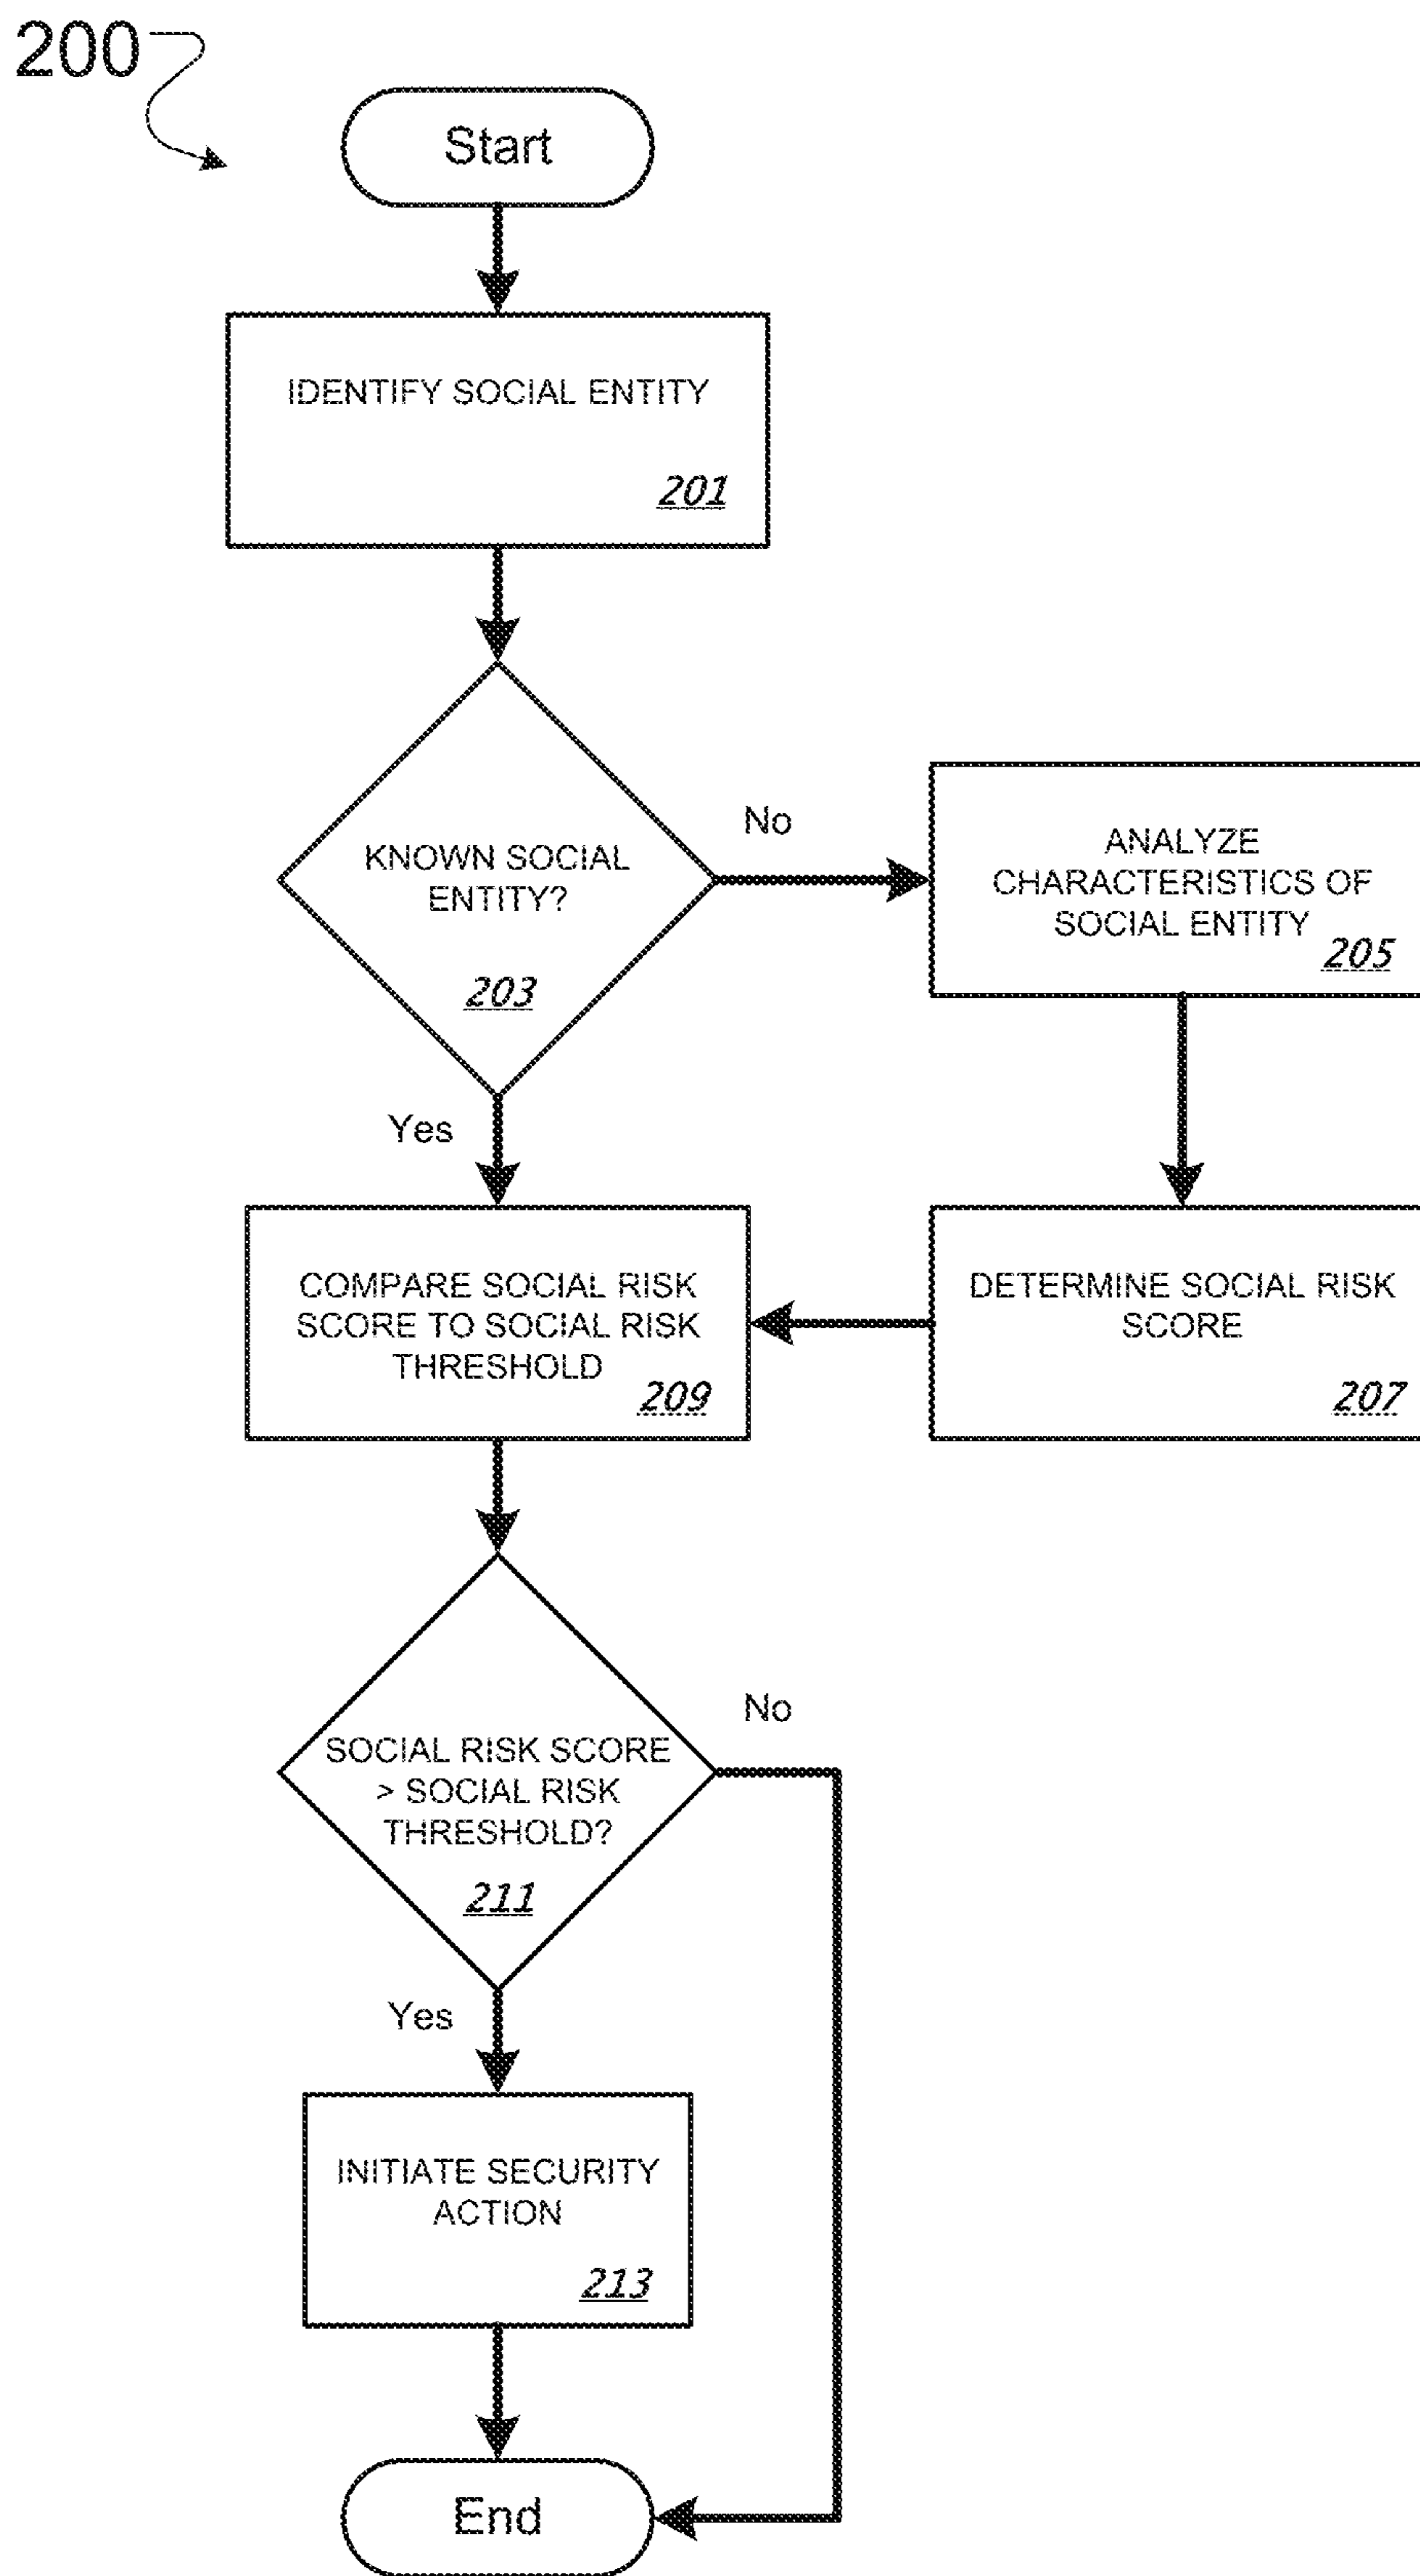 200
Start
IDENTIFY SOCIAL ENTITY
201
KNOWN SOCIAL
ENTITY?
203
No
ANALYZE
CHARACTERISTICS OF
SOCIAL ENTITY
205
Yes
COMPARE SOCIAL RISK
SCORE TO SOCIAL RISK
THRESHOLD
209
DETERMINE SOCIAL RISK
SCORE
207
SOCIAL RISK SCORE
> SOCIAL RISK
THRESHOLD?
211
No
Yes
INITIATE SECURITY
ACTION
213
End